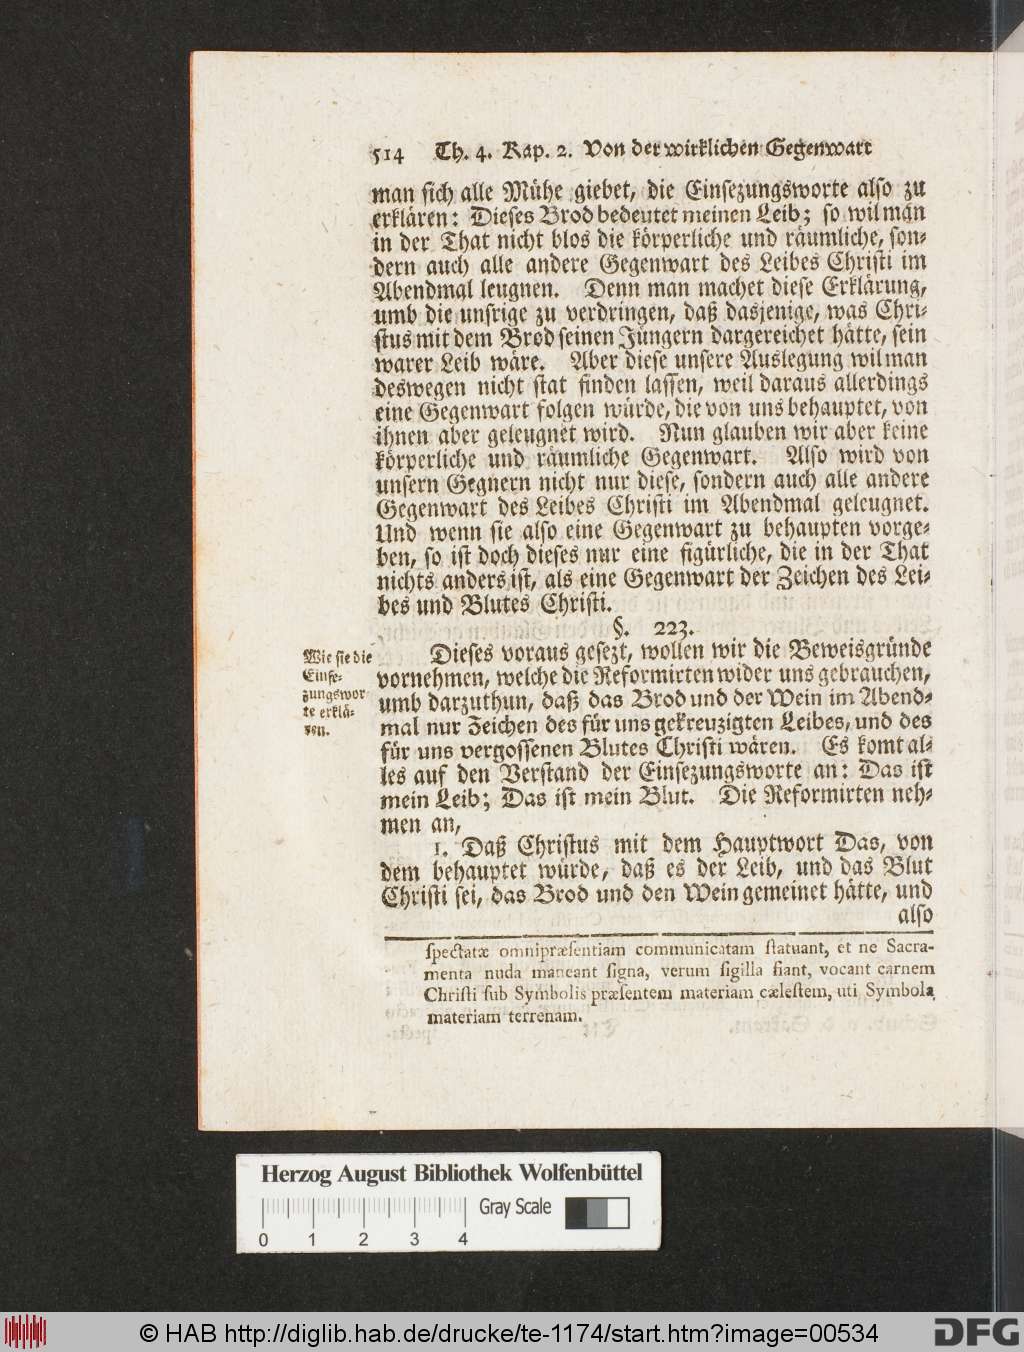 514 Th. 4. Kap. 2. Von der wirklichen Gegenwart
man sich alle Mühe giebet, die Einsezungsworte also zu
erklären: Dieses Brod bedeutet meinen Leib; so wil man
in der That nicht blos die körperliche und räumliche, son-
dern auch alle andere Gegenwart des Leibes Christi im
Abendmal leugnen. Denn man machet diese Erklärung,
umb die unsrige zu verdringen, daß dasjenige, was Chri-
stus mit dem Brod seinen Jüngern dargereichet hätte, sein
warer Leib wäre. Aber diese unsere Auslegung wil man
deswegen nicht stat finden lassen, weil daraus allerdings
eine Gegenwart folgen würde, die von uns behauptet, von
ihnen aber geleugnet wird. Nun glauben wir aber keine
körperliche und räumliche Gegenwart. Also wird von
unsern Gegnern nicht nur diese, sondern auch alle andere
Gegenwart des Leibes Christi im Abendmal geleugnet.
Und wenn sie also eine Gegenwart zu behaupten vorge-
ben, so ist doch dieses nur eine figürliche, die in der That
nichts anders ist, als eine Gegenwart der Zeichen des Lei-
bes und Blutes Christi.
§. 223.
Wie sie die
Einse-
zungswor-
te erklä-
ren.
Dieses voraus gesezt, wollen wir die Beweisgründe
vornehmen, welche die Reformirten wider uns gebrauchen,
umb darzuthun, daß das Brod und der Wein im Abend-
mal nur Zeichen des für uns gekreuzigten Leibes, und des
für uns vergossenen Blutes Christi wären. Es komt al-
les auf den Verstand der Einsezungsworte an: Das ist
mein Leib; Das ist mein Blut. Die Reformirten neh-
men an,
1. Daß Christus mit dem Hauptwort Das, von
dem behauptet würde, daß es der Leib, und das Blut
Christi sei, das Brod und den Wein gemeinet hätte, und
also
spectatæ omnipræsentiam communicatam statuant, et ne Sacra-
menta nuda maneant signa, verum sigilla fiant, vocant carnem
Christi sub Symbolis præsentem materiam cælestem, uti Symbola
materiam terrenam.
Herzog August Bibliothek Wolfenbüttel
Gray Scale
0 1 2 3 4
© HAB http://diglib.hab.de/drucke/te-1174/start.htm?image=00534
DFG